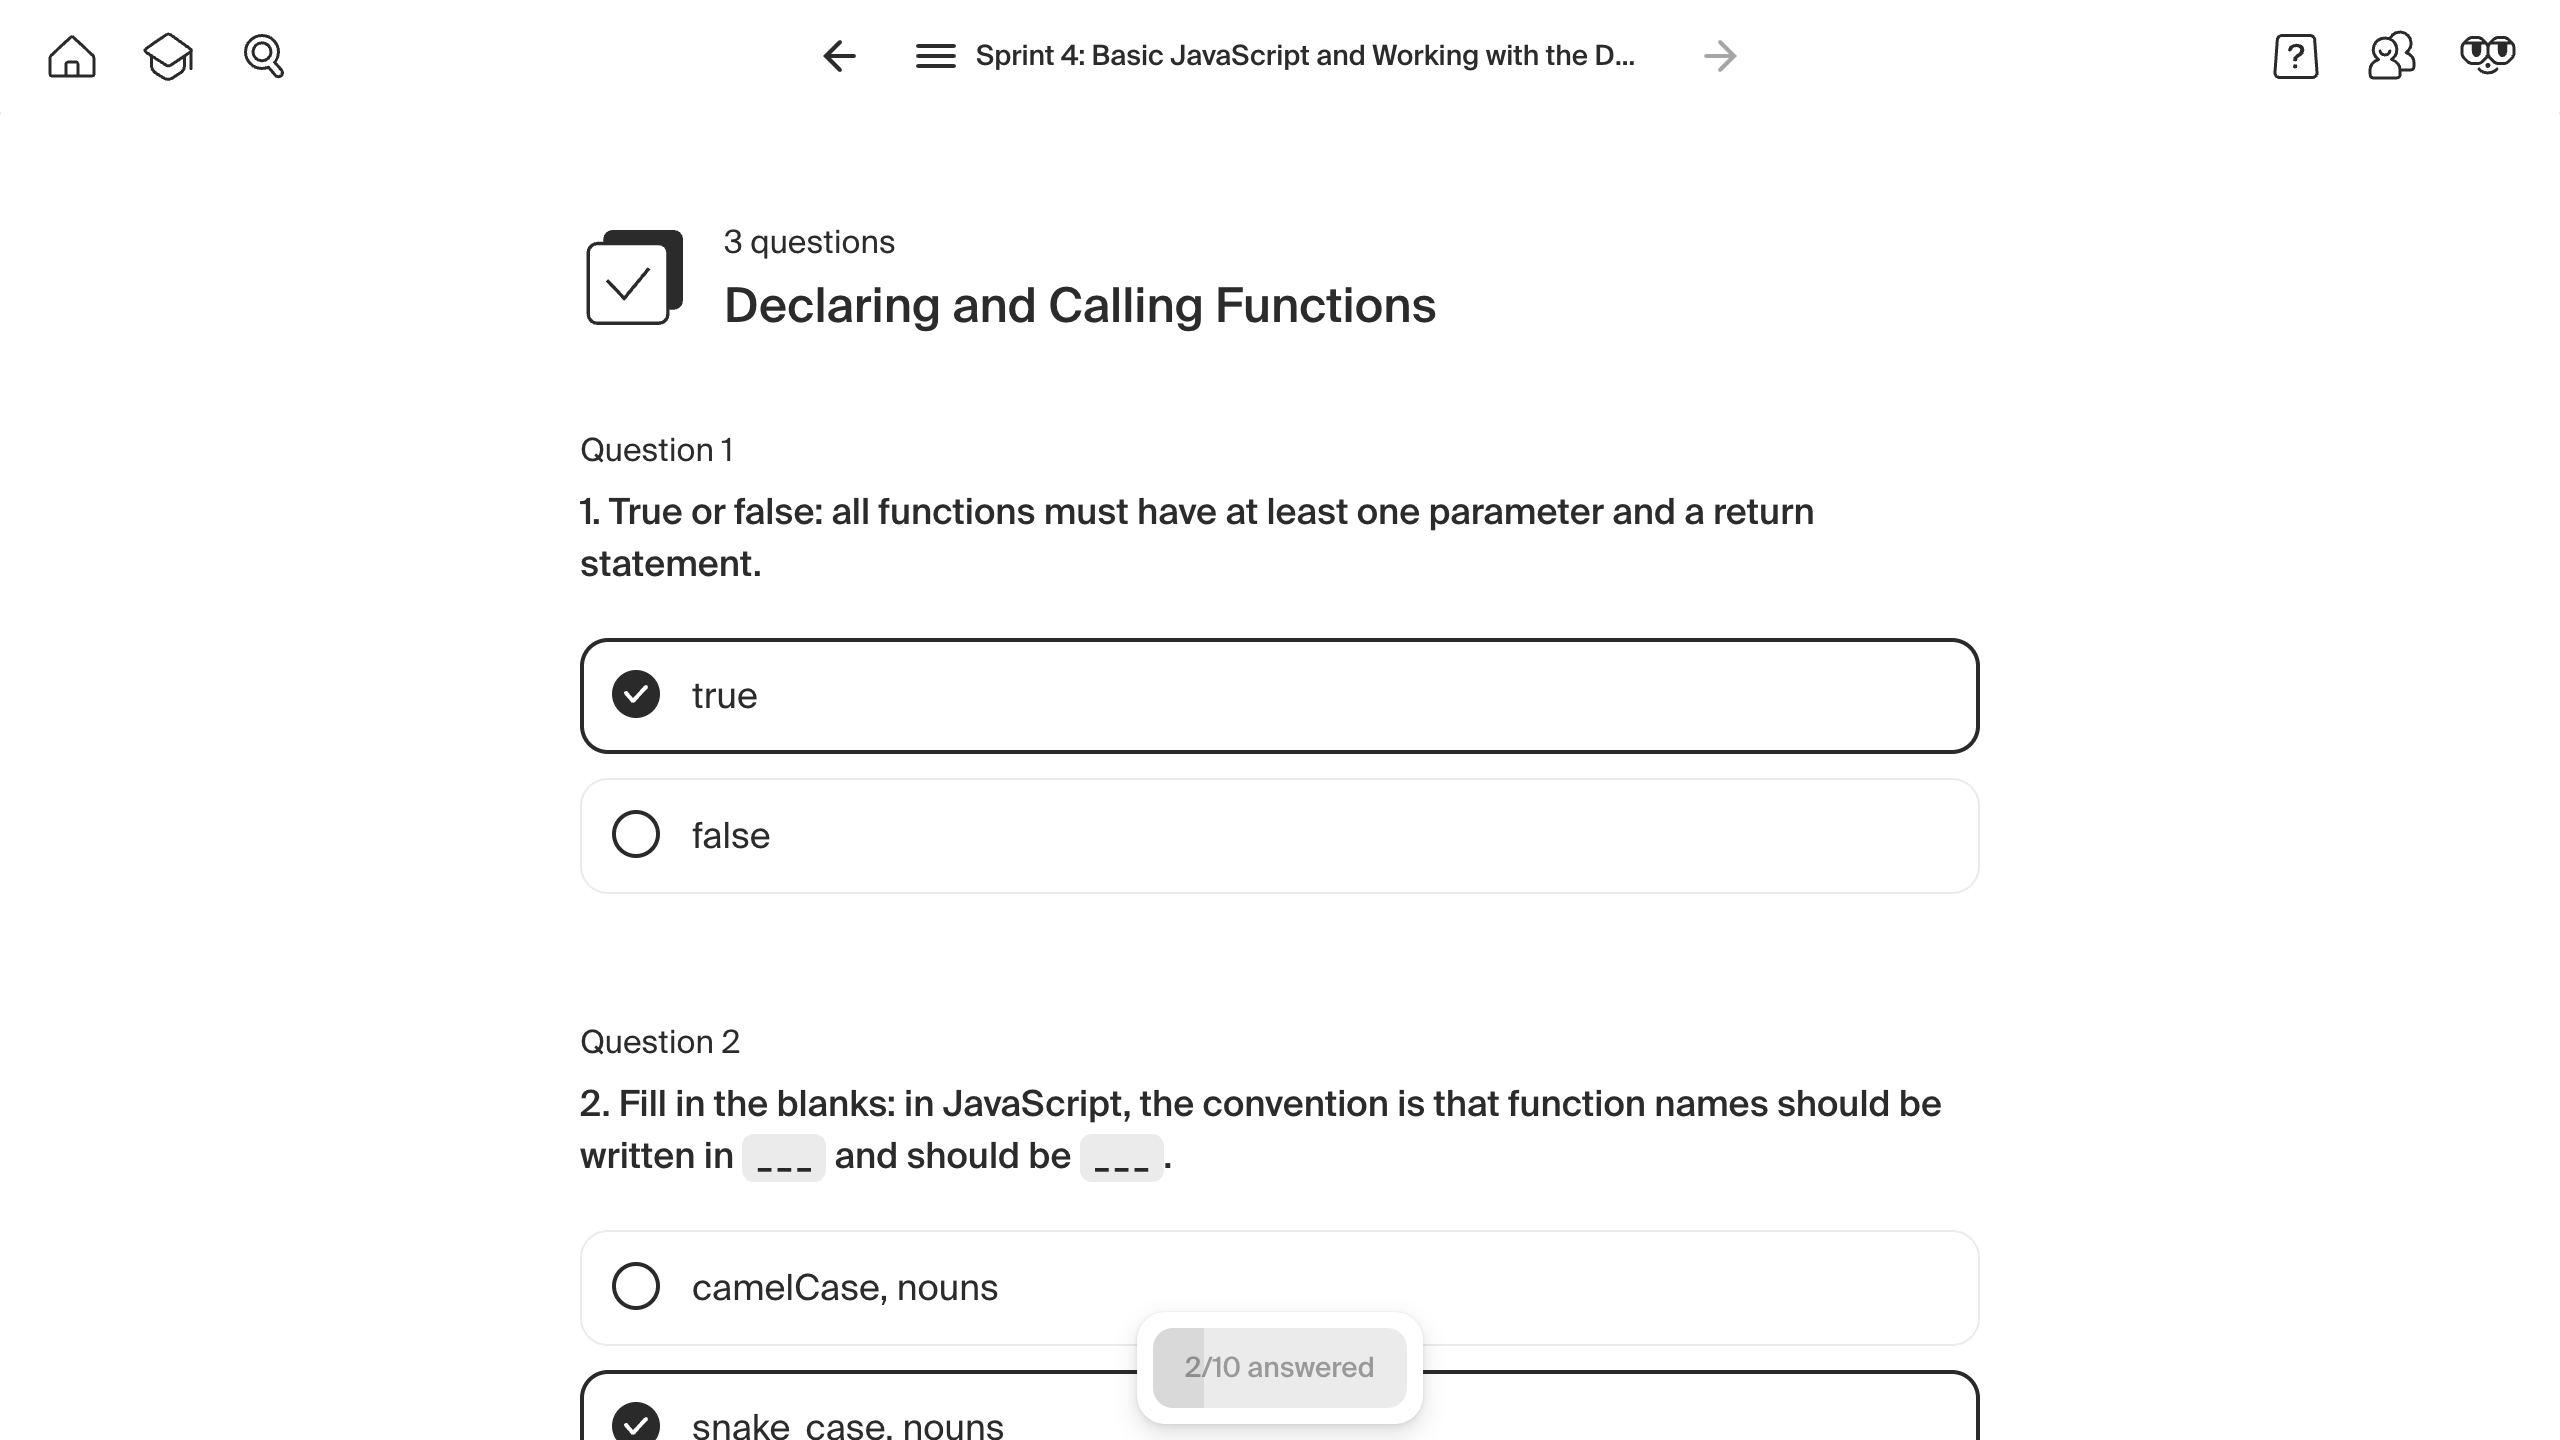 Sprint 4: Basic JavaScript and Working with the D...
?
3 questions
Declaring and Calling Functions
Question 1
1. True or false: all functions must have at least one parameter and a return
statement.
true
false
Question 2
2. Fill in the blanks: in JavaScript, the convention is that function names should be
written in ___ and should be ___.
camelCase, nouns
2/10 answered
snake_case, nouns